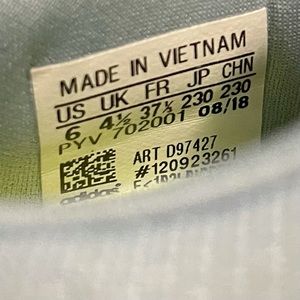 MADE IN VIETNAM
US UK FR JP CHN
6 4½ 37⅓ 230 230
PYV 702001 08/18
ART D97427
#120923261
adidas